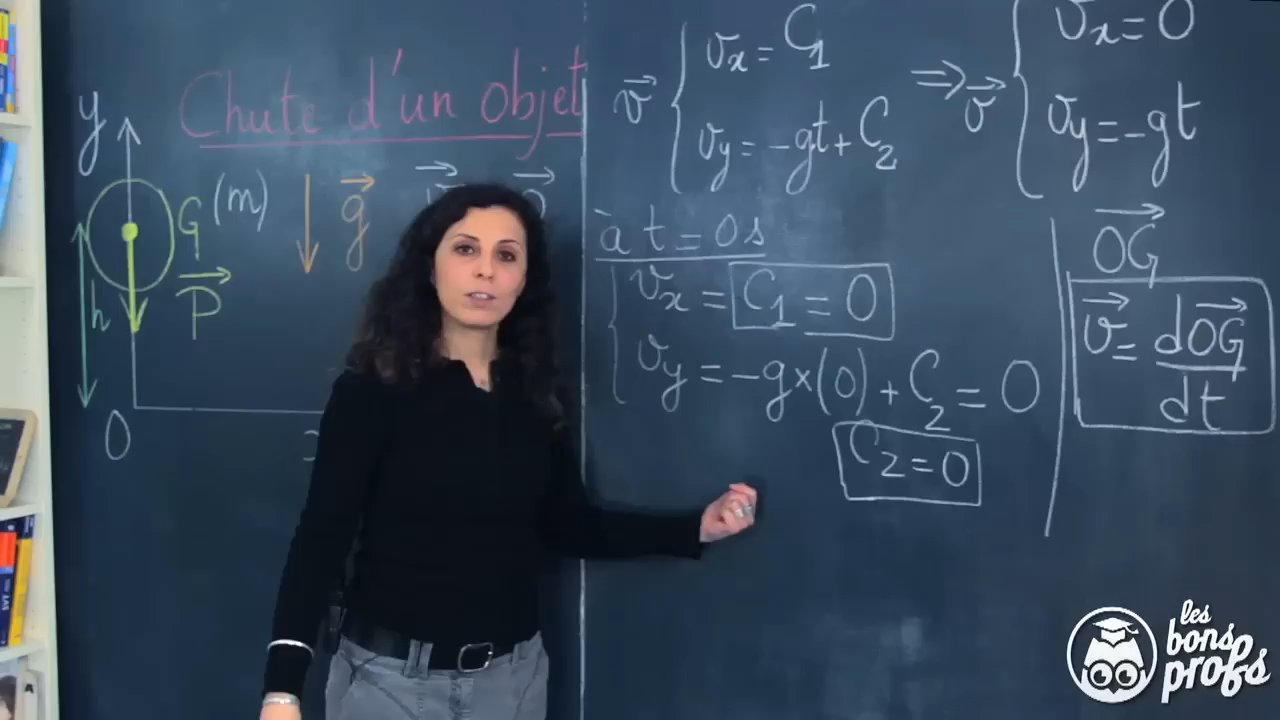 Chute d'un objet
y
G (m)
g⃗
P⃗
h
O
v⃗ { vx = C1
vy = -gt + C2
⇒ v⃗ { vx = 0
vy = -gt
à t = 0s
{ vx = C1 = 0
vy = -g×(0) + C2 = 0
C2 = 0
OG⃗
v⃗ = dOG⃗/dt
SVT
A
les
bons
profs